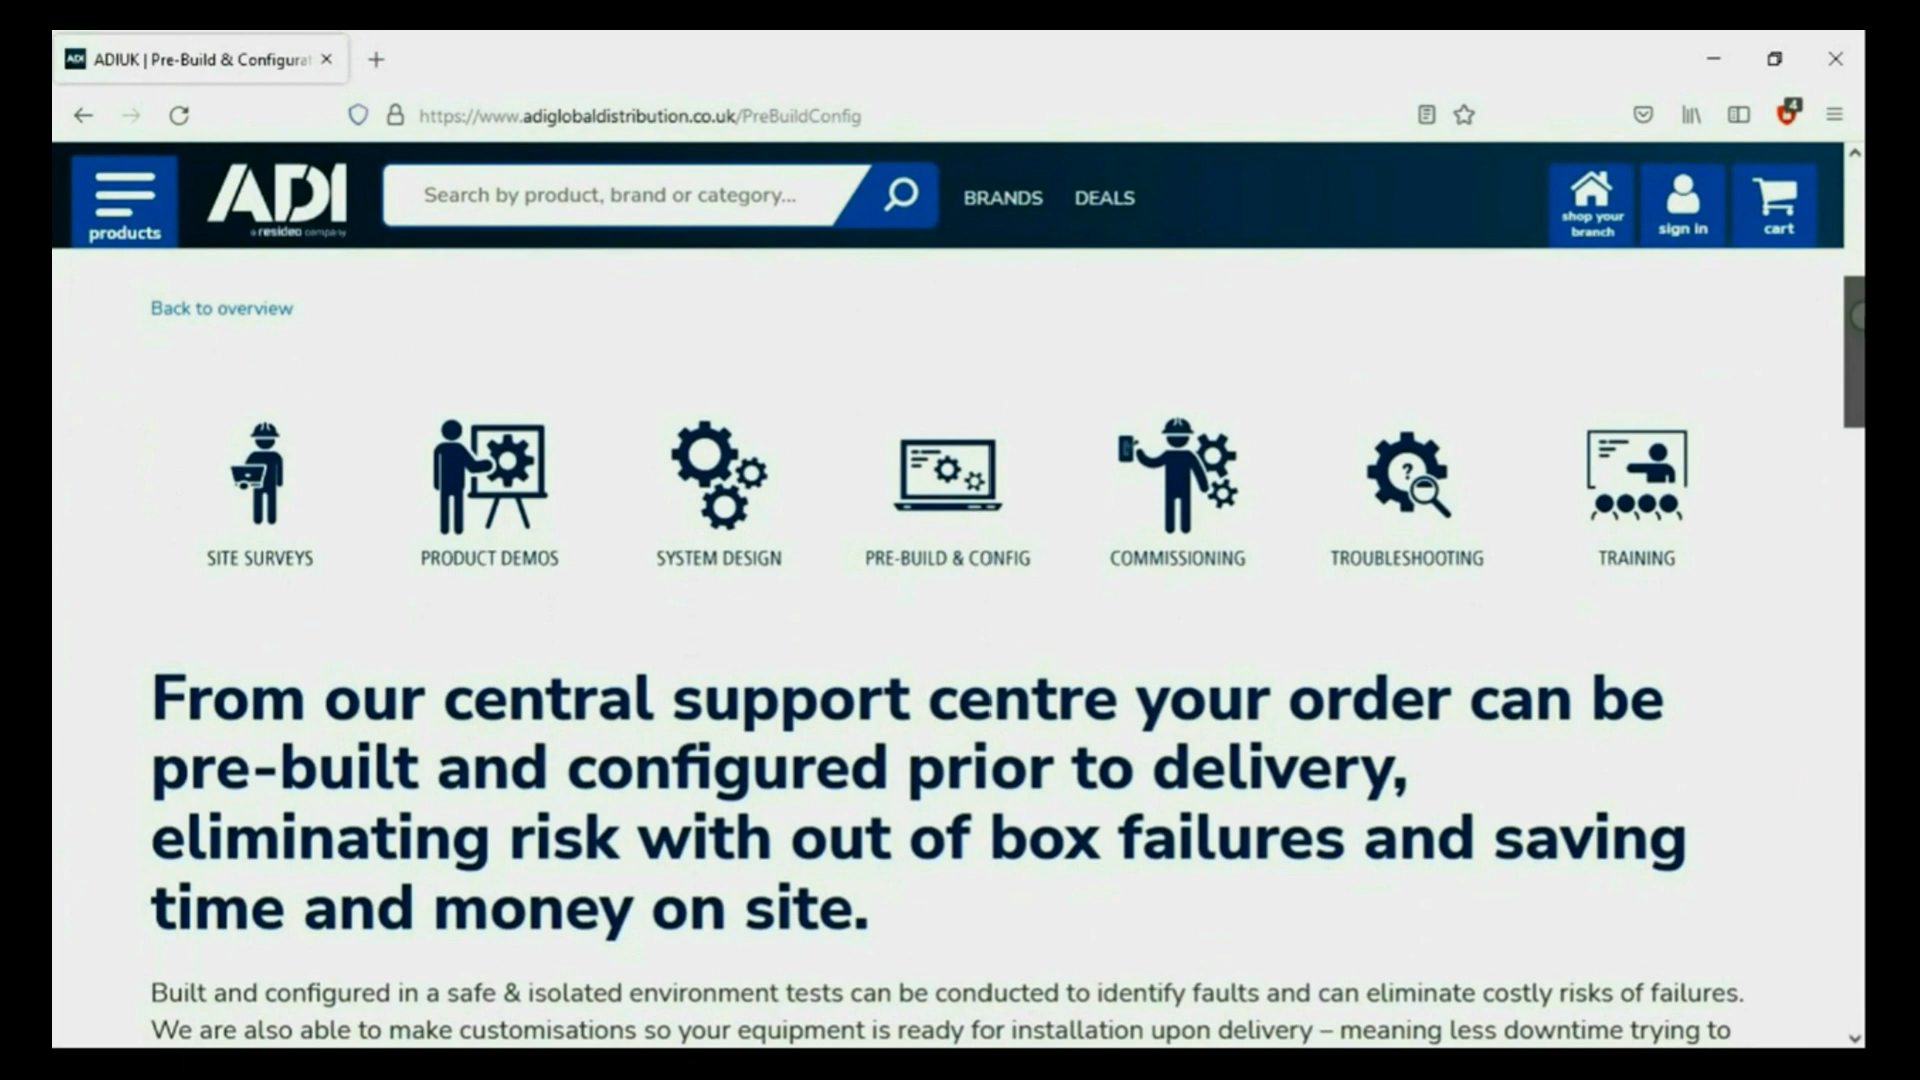 ADI ADIUK | Pre-Build & Configurat
https://www.adiglobaldistribution.co.uk/PreBuildConfig
4
products
ADI
a resideo company
Search by product, brand or category...
BRANDS
DEALS
shop your
branch
sign in
cart
Back to overview
SITE SURVEYS
PRODUCT DEMOS
SYSTEM DESIGN
PRE-BUILD & CONFIG
COMMISSIONING
?
TROUBLESHOOTING
TRAINING
From our central support centre your order can be
pre-built and configured prior to delivery,
eliminating risk with out of box failures and saving
time and money on site.
Built and configured in a safe & isolated environment tests can be conducted to identify faults and can eliminate costly risks of failures.
We are also able to make customisations so your equipment is ready for installation upon delivery – meaning less downtime trying to